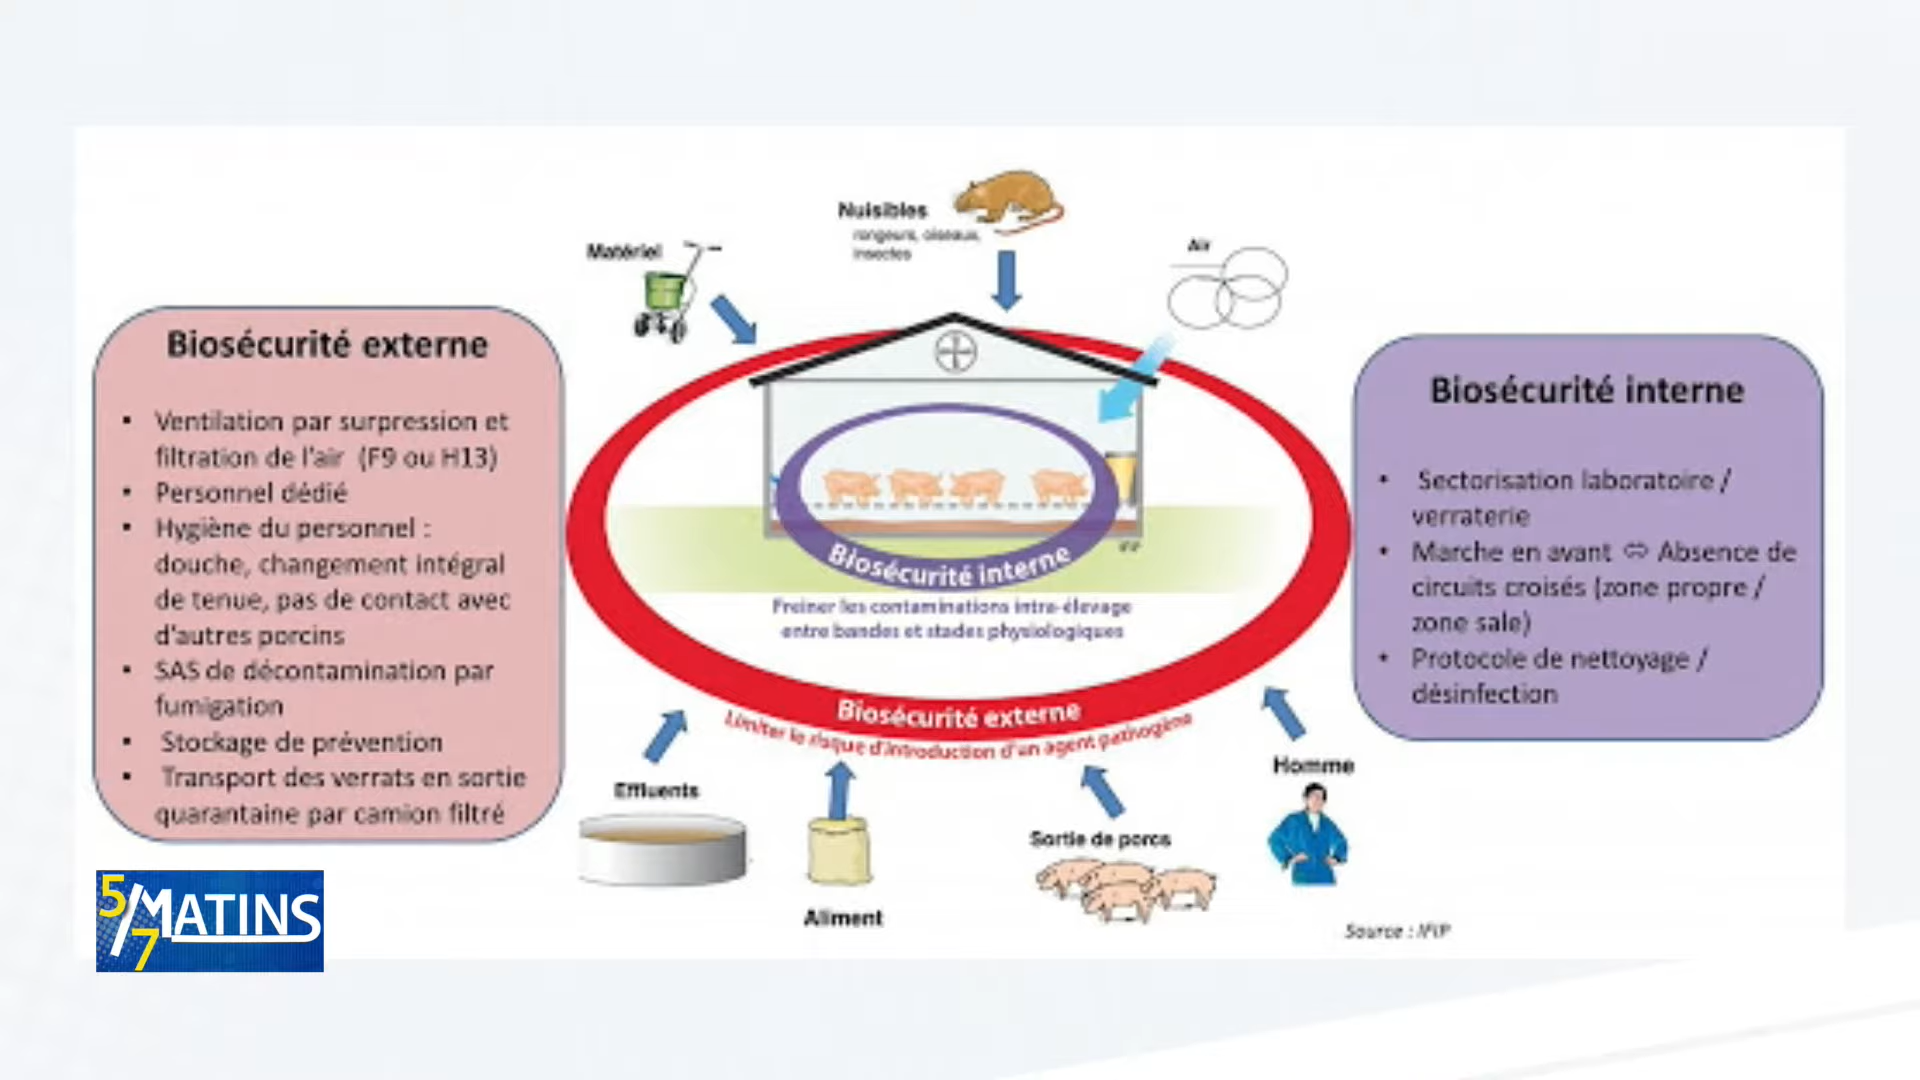 Nuisibles
rongeurs, oiseaux,
insectes
Matériel
Air
Biosécurité externe
• Ventilation par surpression et
filtration de l'air (F9 ou H13)
• Personnel dédié
• Hygiène du personnel :
douche, changement intégral
de tenue, pas de contact avec
d'autres porcins
• SAS de décontamination par
fumigation
• Stockage de prévention
• Transport des verrats en sortie
quarantaine par camion filtré
Biosécurité interne
Freiner les contaminations intra-élevage
entre bandes et stades physiologiques
Biosécurité externe
Limiter le risque d'introduction d'un agent pathogène
Biosécurité interne
• Sectorisation laboratoire /
verraterie
• Marche en avant ⇔ Absence de
circuits croisés (zone propre /
zone sale)
• Protocole de nettoyage /
désinfection
Effluents
Aliment
Sortie de porcs
Homme
Source : IFIP
5/7 MATINS